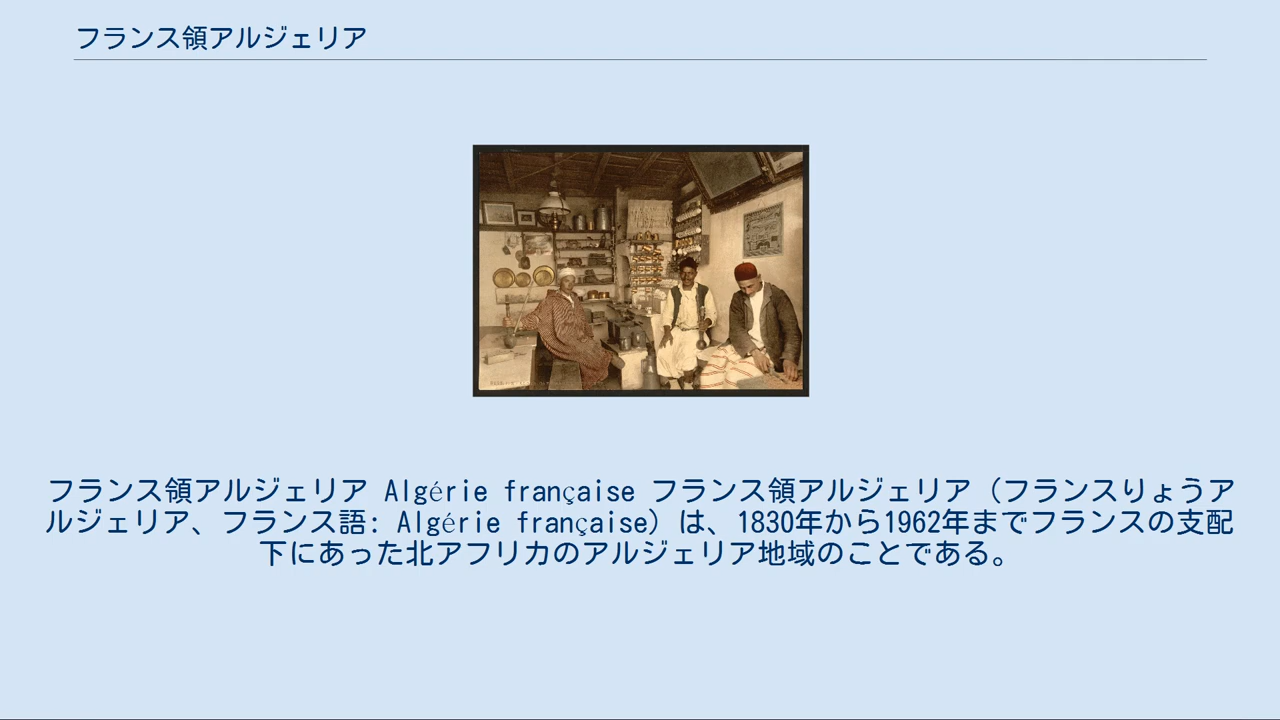 フランス領アルジェリア
フランス領アルジェリア Algérie française フランス領アルジェリア（フランスりょうア
ルジェリア、フランス語: Algérie française）は、1830年から1962年までフランスの支配
下にあった北アフリカのアルジェリア地域のことである。